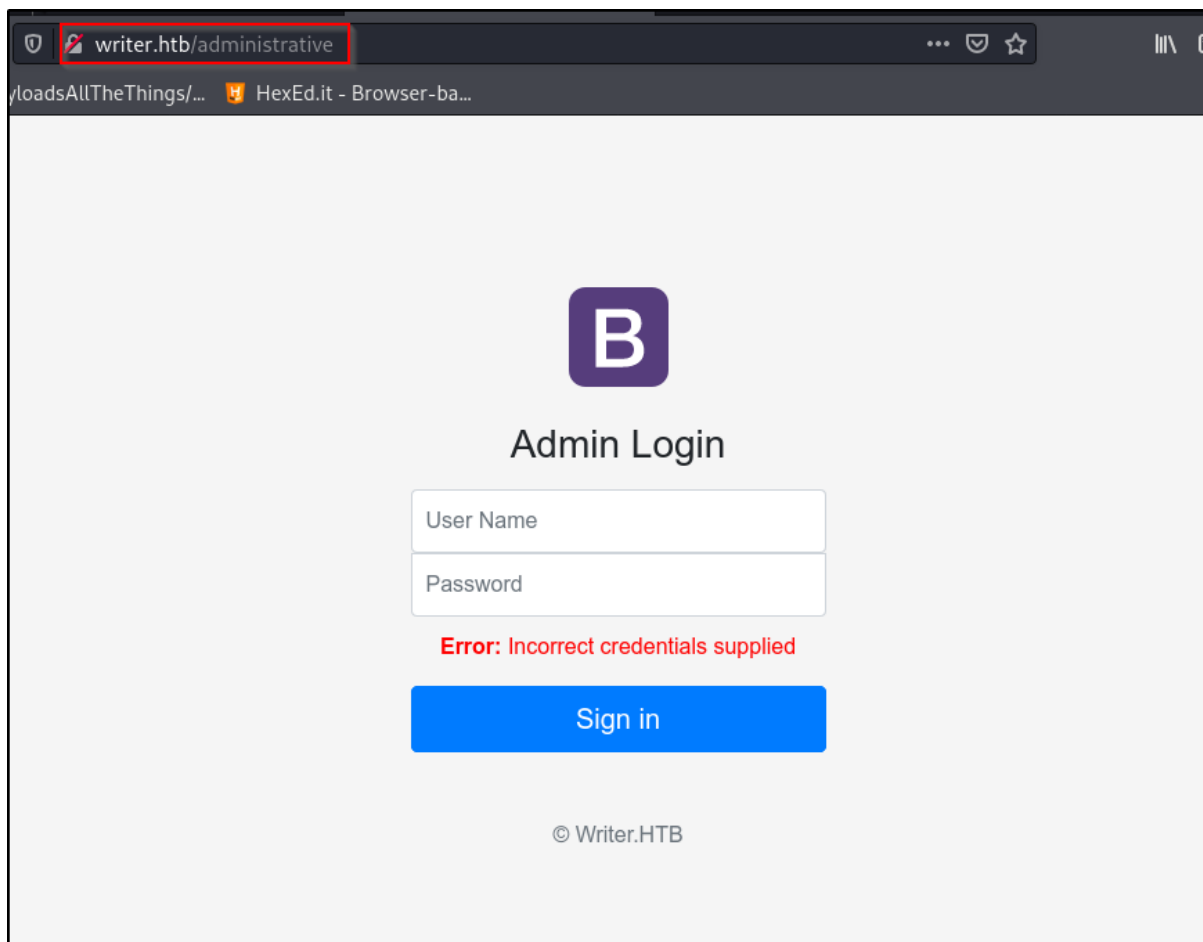 writer.htb/administrative
yloadsAllTheThings/... HexEd.it - Browser-ba...
B
Admin Login
User Name
Password
Error: Incorrect credentials supplied
Sign in
© Writer.HTB